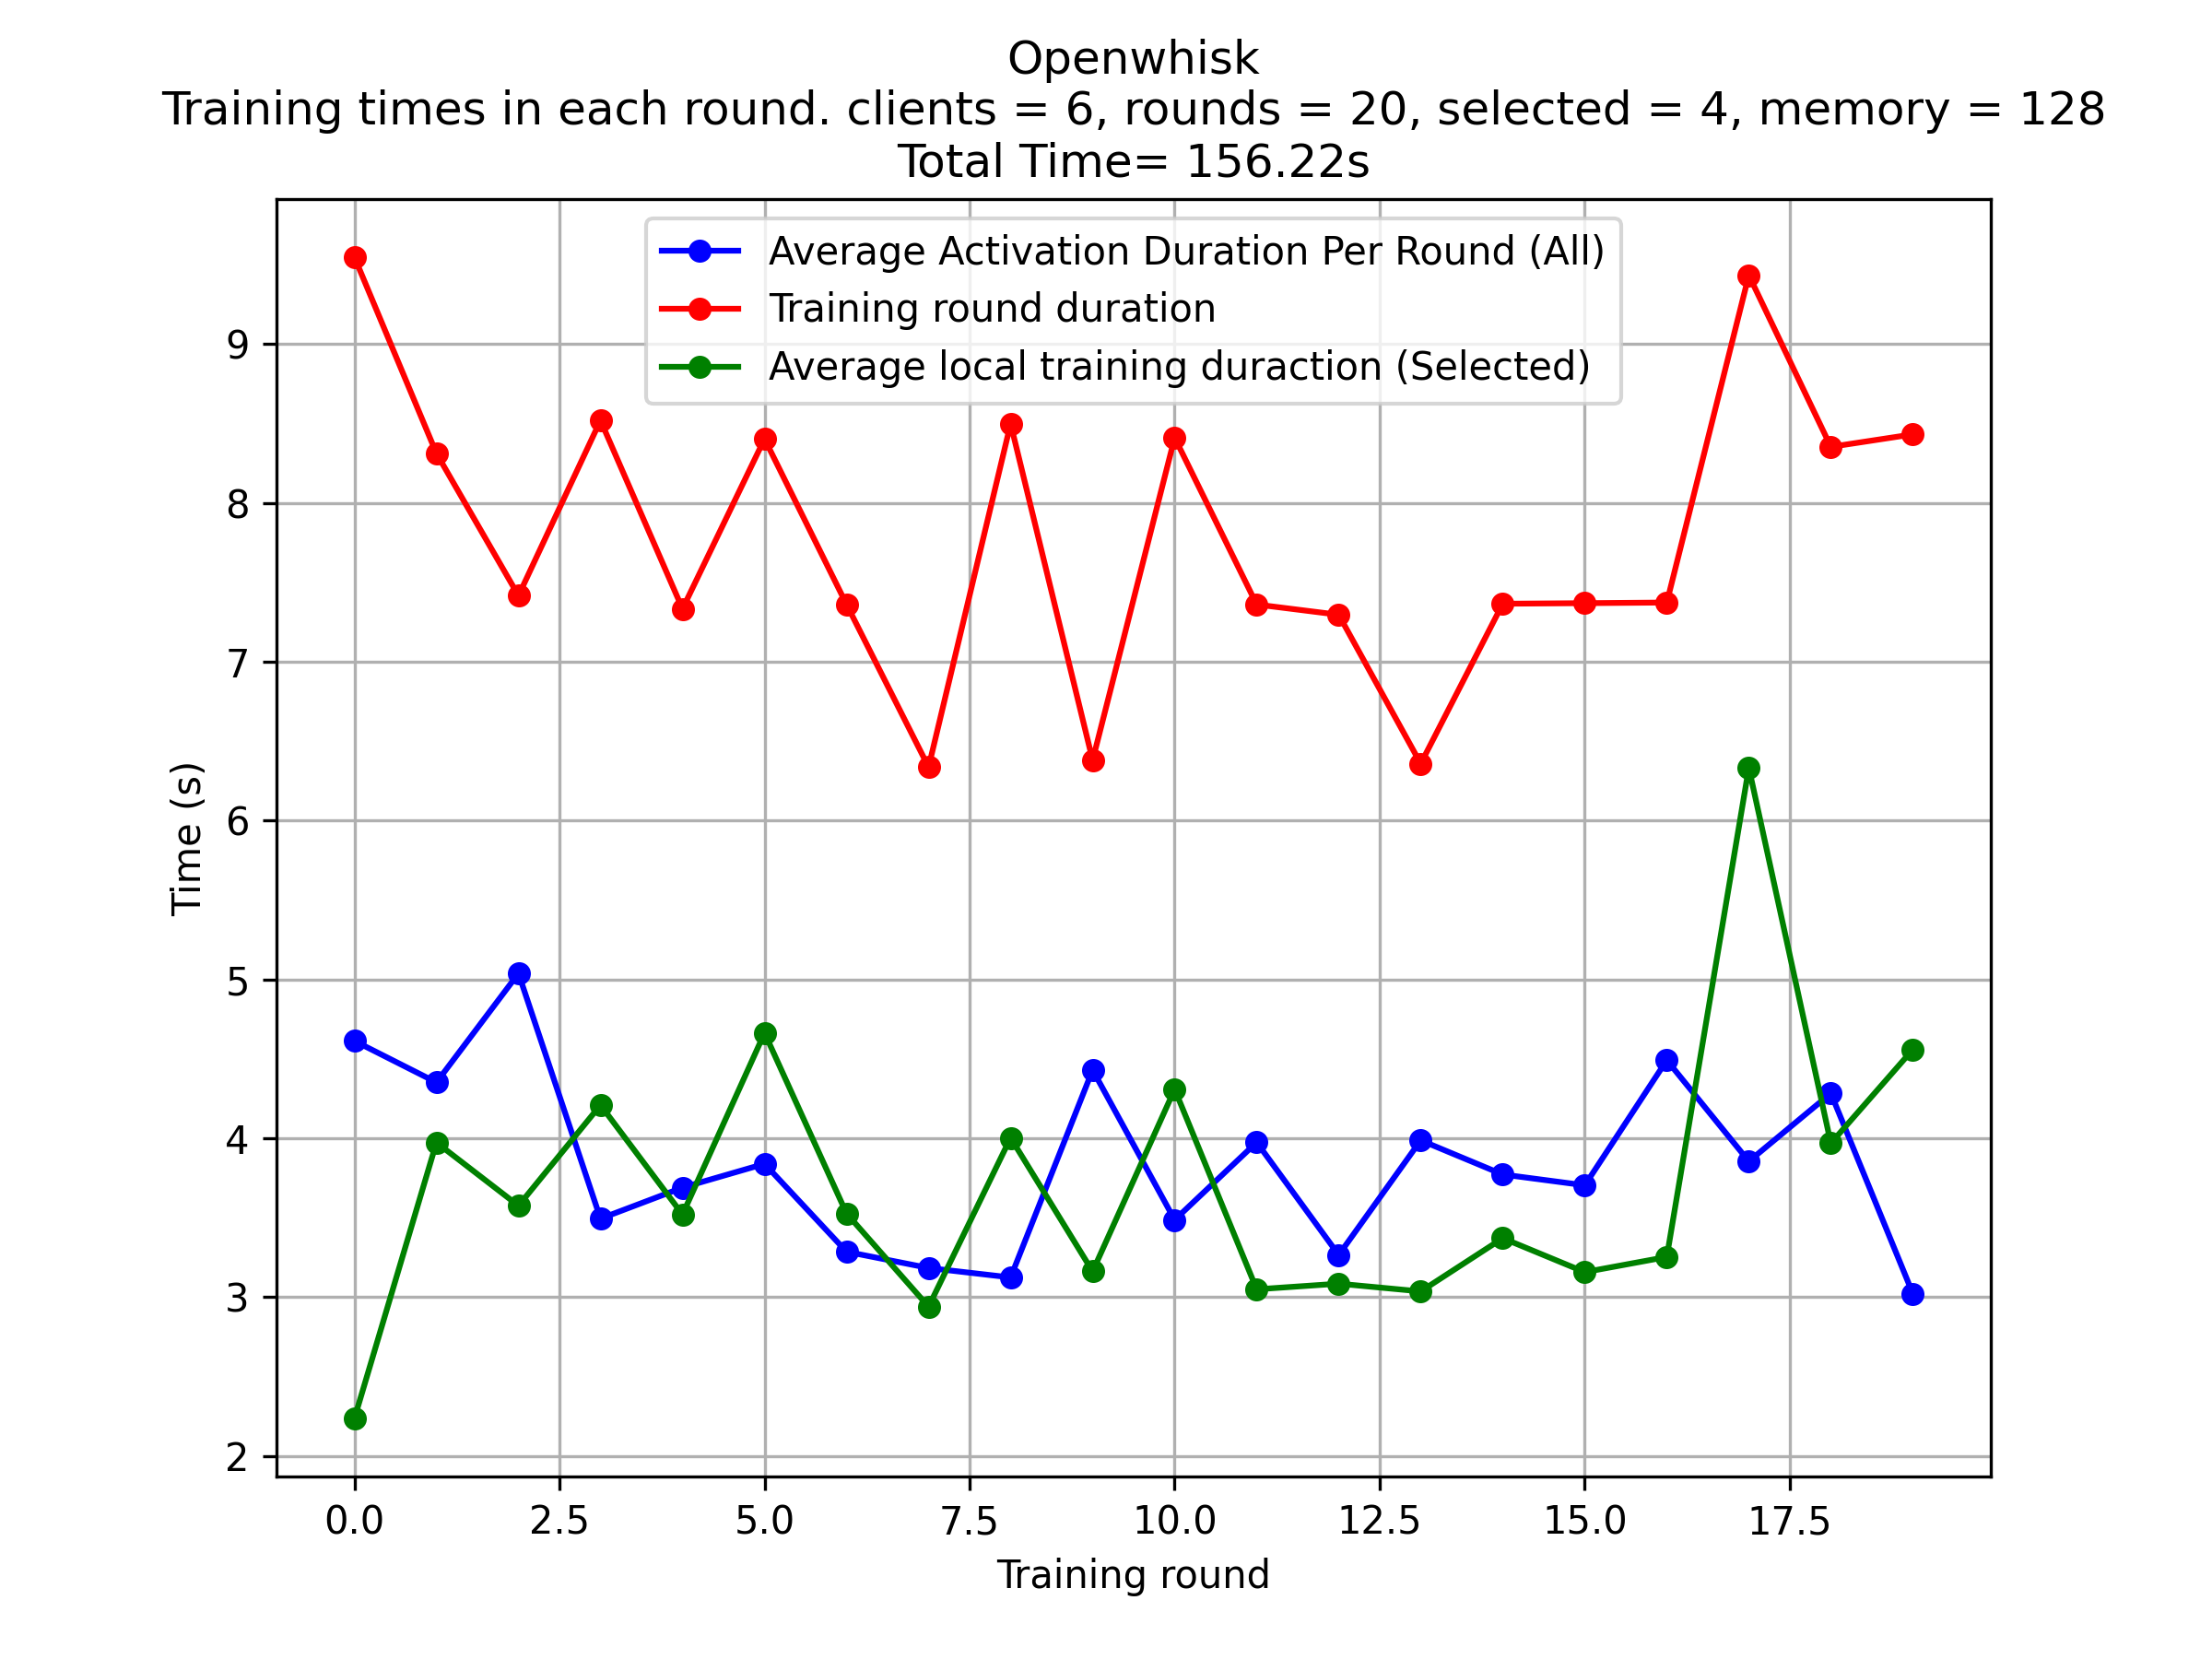 Openwhisk
Training times in each round. clients = 6, rounds = 20, selected = 4, memory = 128
Total Time= 156.22s
Average Activation Duration Per Round (All)
Training round duration
Average local training duraction (Selected)
9
8
7
6
5
4
3
2
Time (s)
0.0 2.5 5.0 7.5 10.0 12.5 15.0 17.5
Training round